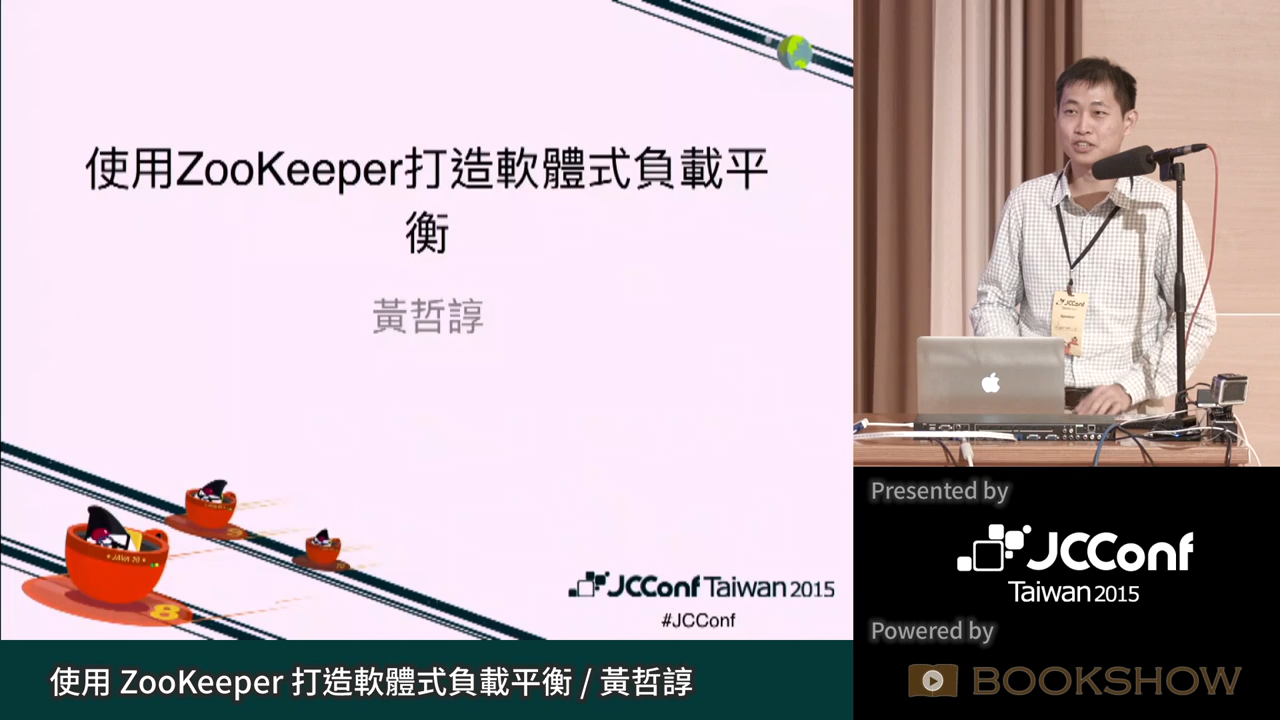 使用ZooKeeper打造軟體式負載平
衡
黃哲諄
JCConf Taiwan 2015
#JCConf
使用 ZooKeeper 打造軟體式負載平衡 / 黃哲諄
JCConf
Presented by
JCConf
Taiwan 2015
Powered by
BOOKSHOW